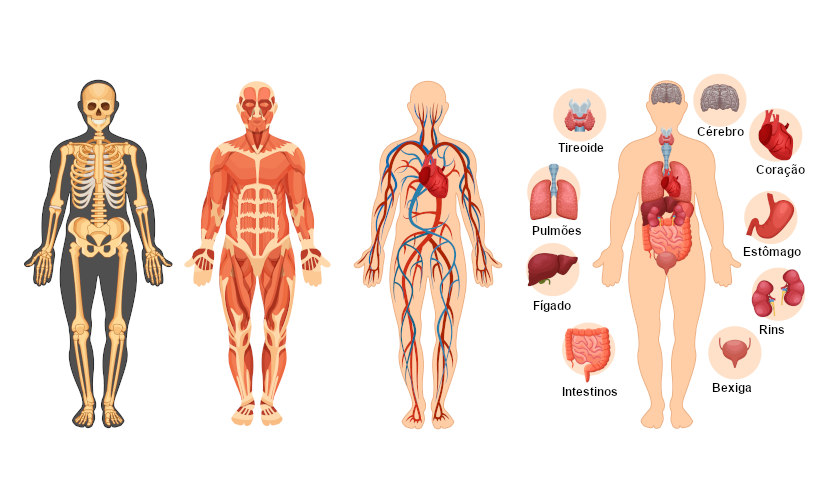 Cérebro
Tireoide
Coração
Pulmões
Estômago
Fígado
Rins
Intestinos
Bexiga